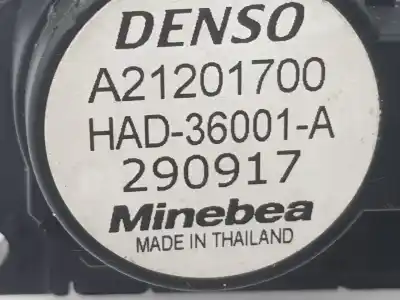 DENSO
A21201700
HAD-36001-A
290917
Minebea
MADE IN THAILAND